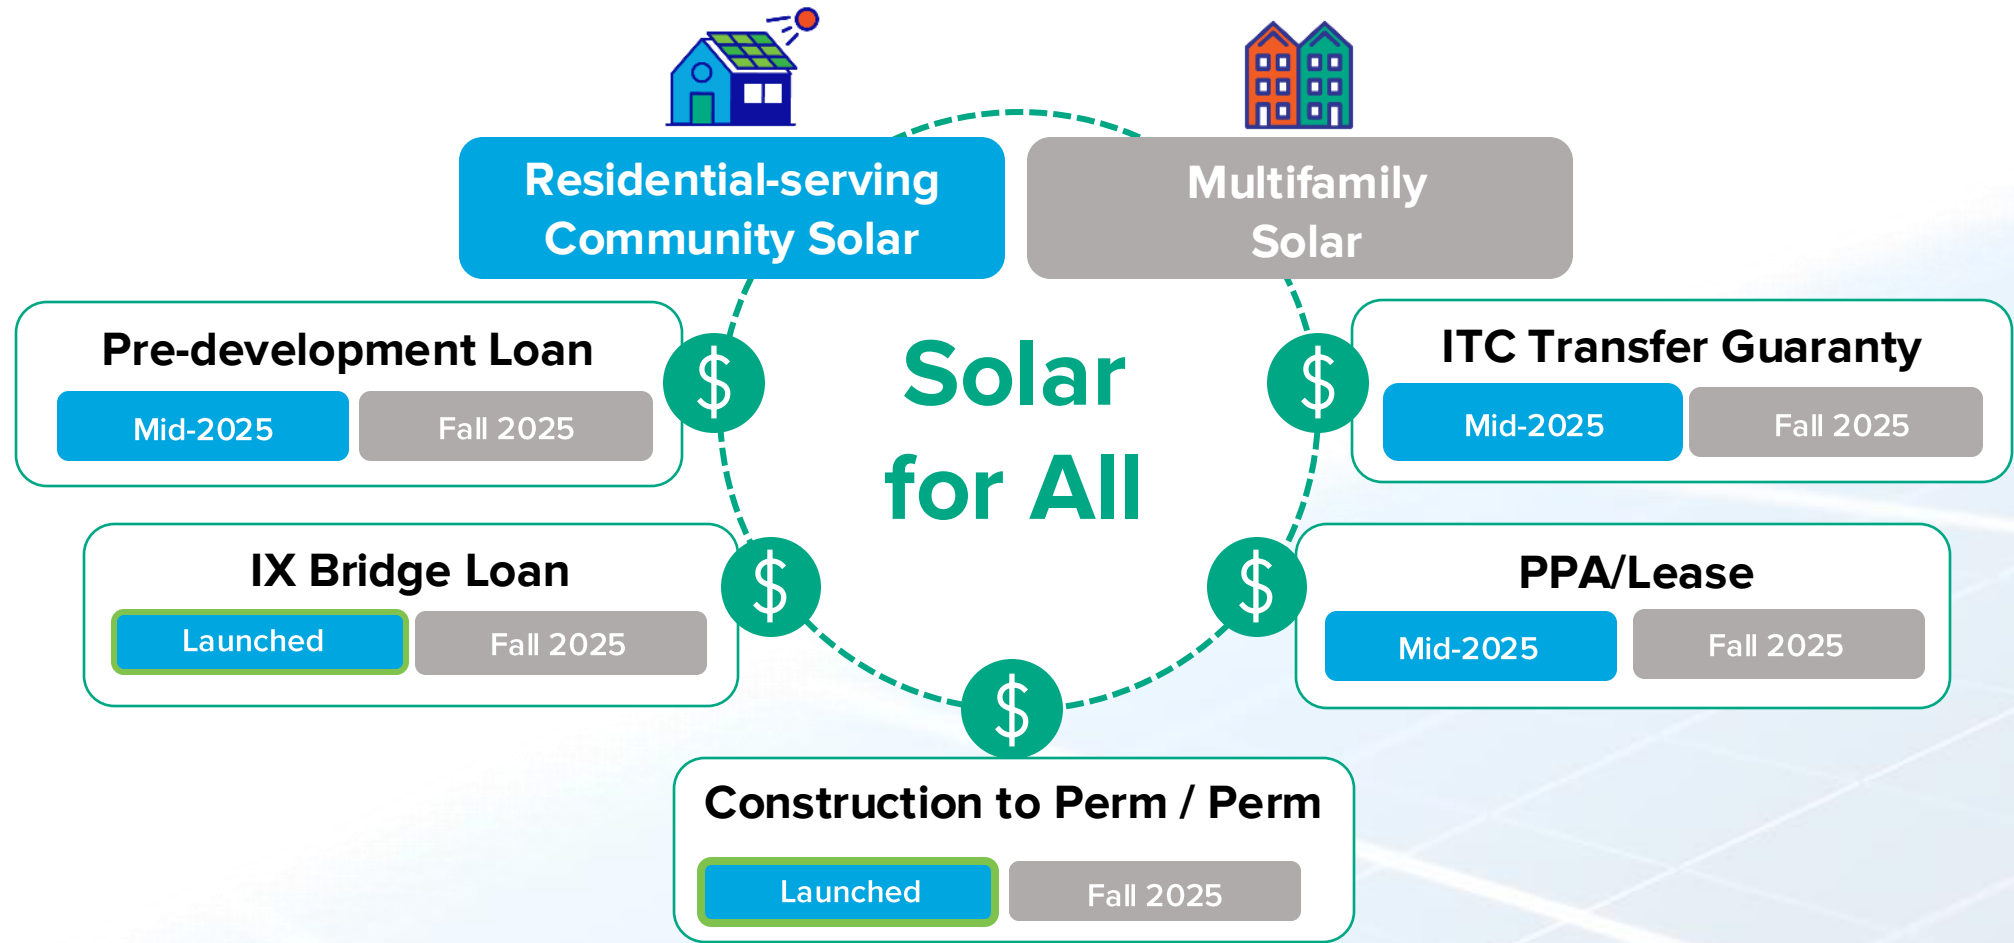 Residential-serving
Community Solar
Multifamily
Solar
Solar
for All
Pre-development Loan
Mid-2025
Fall 2025
$
IX Bridge Loan
Launched
Fall 2025
$
Construction to Perm / Perm
Launched
Fall 2025
$
ITC Transfer Guaranty
Mid-2025
Fall 2025
$
PPA/Lease
Mid-2025
Fall 2025
$